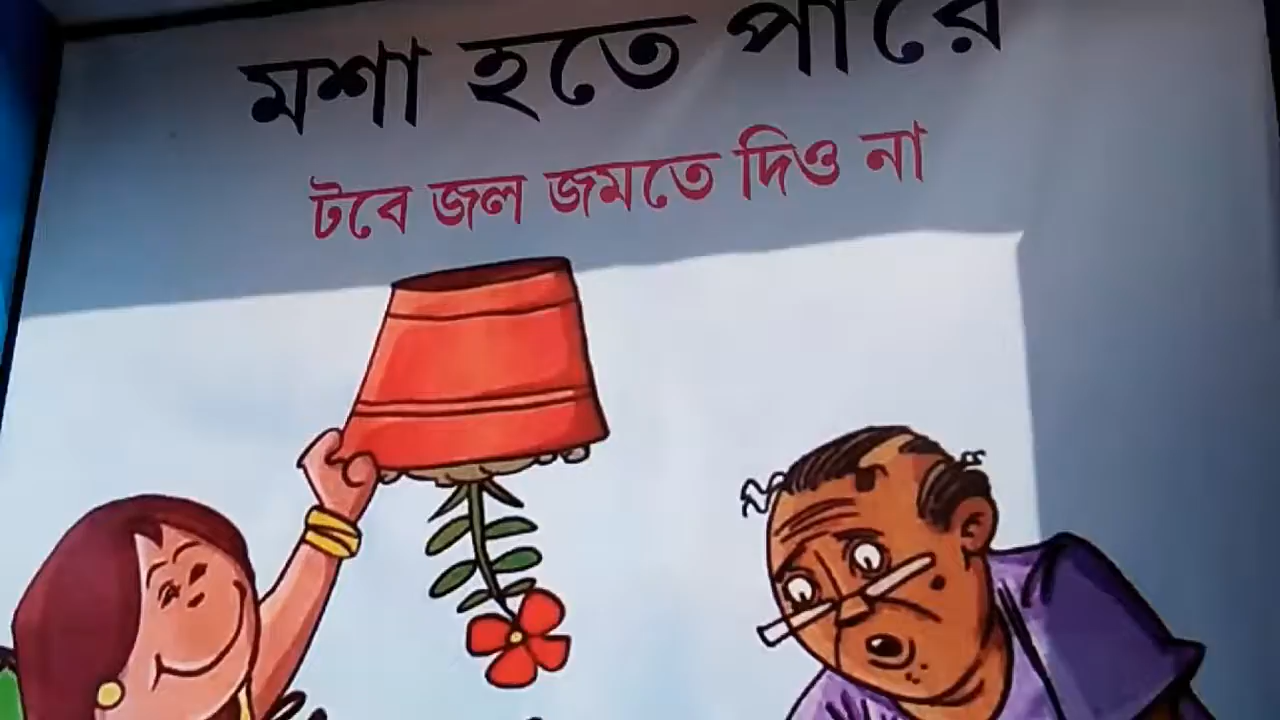 মশা হতে পারে
টবে জল জমতে দিও না